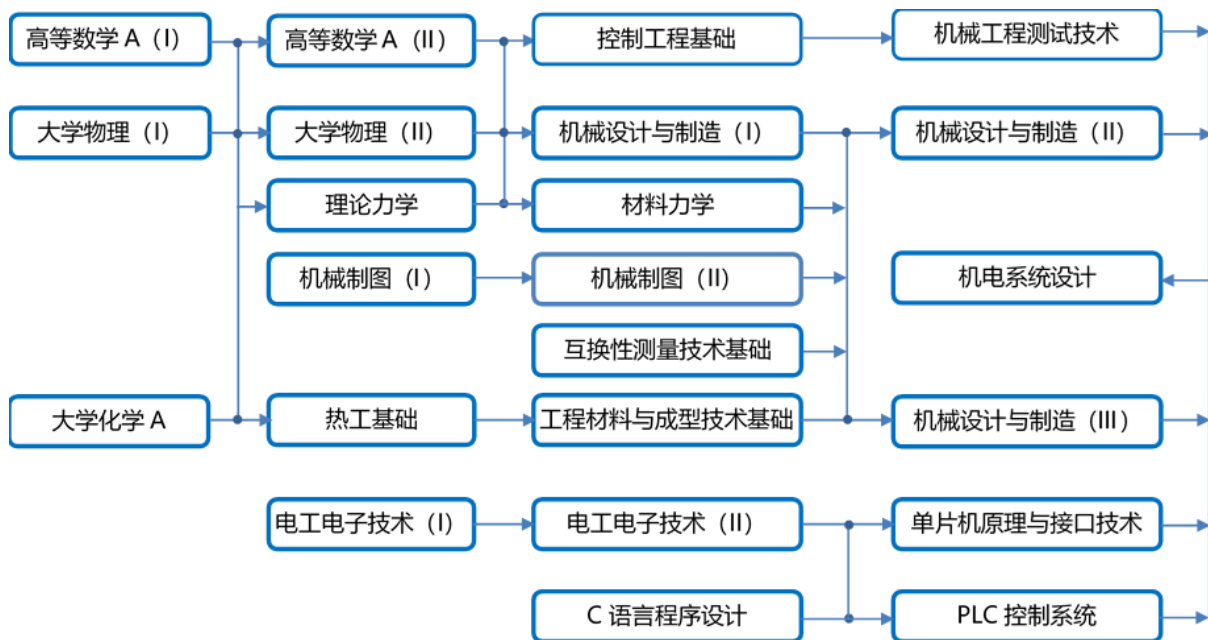 高等数学 A（I）
高等数学 A（II）
控制工程基础
机械工程测试技术
大学物理（I）
大学物理（II）
机械设计与制造（I）
机械设计与制造（II）
理论力学
材料力学
机械制图（I）
机械制图（II）
机电系统设计
互换性测量技术基础
大学化学 A
热工基础
工程材料与成型技术基础
机械设计与制造（III）
电工电子技术（I）
电工电子技术（II）
单片机原理与接口技术
C 语言程序设计
PLC 控制系统